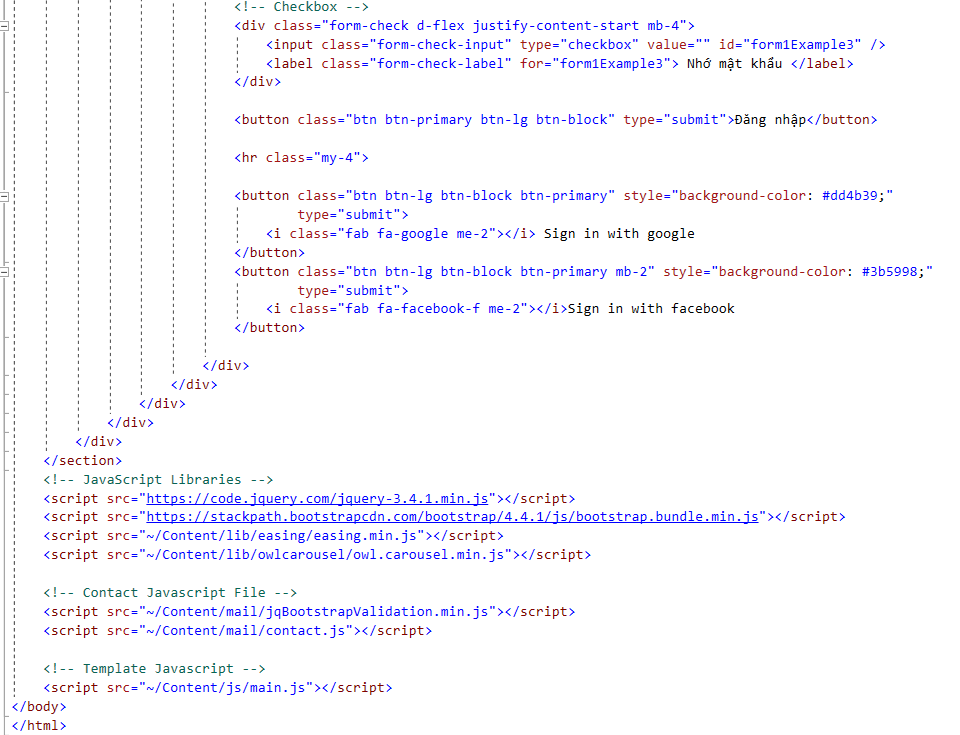 <!-- Checkbox -->
<div class="form-check d-flex justify-content-start mb-4">
<input class="form-check-input" type="checkbox" value="" id="form1Example3" />
<label class="form-check-label" for="form1Example3"> Nhớ mật khẩu </label>
</div>
<button class="btn btn-primary btn-lg btn-block" type="submit">Đăng nhập</button>
<hr class="my-4">
<button class="btn btn-lg btn-block btn-primary" style="background-color: #dd4b39;"
type="submit">
<i class="fab fa-google me-2"></i> Sign in with google
</button>
<button class="btn btn-lg btn-block btn-primary mb-2" style="background-color: #3b5998;"
type="submit">
<i class="fab fa-facebook-f me-2"></i>Sign in with facebook
</button>
</div>
</div>
</div>
</div>
</div>
</section>
<!-- JavaScript Libraries -->
<script src="https://code.jquery.com/jquery-3.4.1.min.js"></script>
<script src="https://stackpath.bootstrapcdn.com/bootstrap/4.4.1/js/bootstrap.bundle.min.js"></script>
<script src="~/Content/lib/easing/easing.min.js"></script>
<script src="~/Content/lib/owlcarousel/owl.carousel.min.js"></script>
<!-- Contact Javascript File -->
<script src="~/Content/mail/jqBootstrapValidation.min.js"></script>
<script src="~/Content/mail/contact.js"></script>
<!-- Template Javascript -->
<script src="~/Content/js/main.js"></script>
</body>
</html>